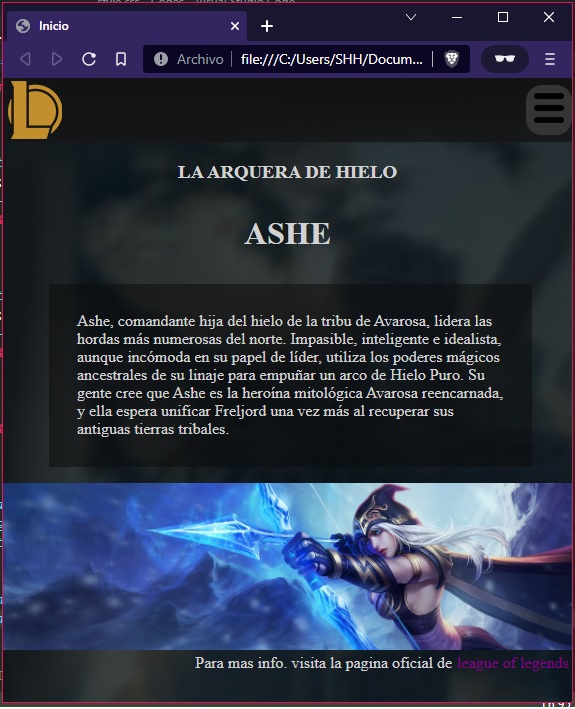 Inicio
Archivo
file:///C:/Users/SHH/Docum...
LA ARQUERA DE HIELO
ASHE
Ashe, comandante hija del hielo de la tribu de Avarosa, lidera las
hordas más numerosas del norte. Impasible, inteligente e idealista,
aunque incómoda en su papel de líder, utiliza los poderes mágicos
ancestrales de su linaje para empuñar un arco de Hielo Puro. Su
gente cree que Ashe es la heroína mitológica Avarosa reencarnada,
y ella espera unificar Freljord una vez más al recuperar sus
antiguas tierras tribales.
Para mas info. visita la pagina oficial de league of legends